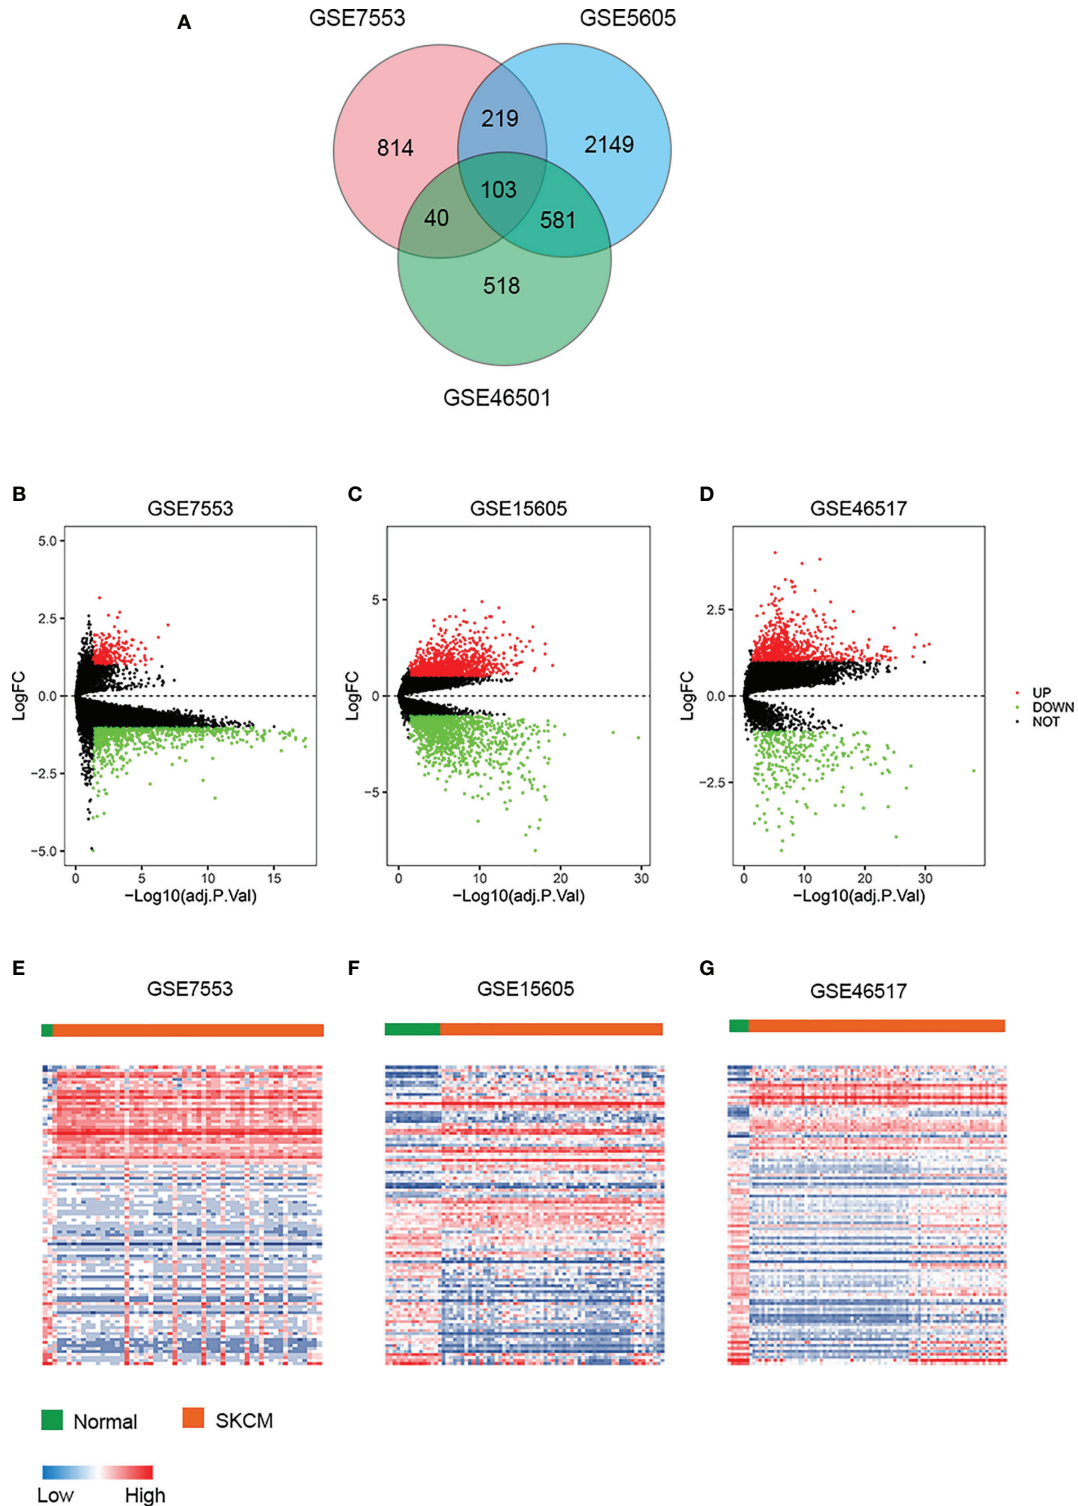 A
GSE7553
GSE5605
219
814
2149
103
40
581
518
GSE46501
B
GSE7553
5.0
2.5
0.0
−2.5
−5.0
LogFC
0
5
10
15
−Log10(adj.P.Val)
C
GSE15605
5
0
−5
LogFC
0
10
20
30
−Log10(adj.P.Val)
D
GSE46517
2.5
0.0
−2.5
LogFC
0
10
20
30
−Log10(adj.P.Val)
UP
DOWN
NOT
E
GSE7553
F
GSE15605
G
GSE46517
Normal
SKCM
Low
High